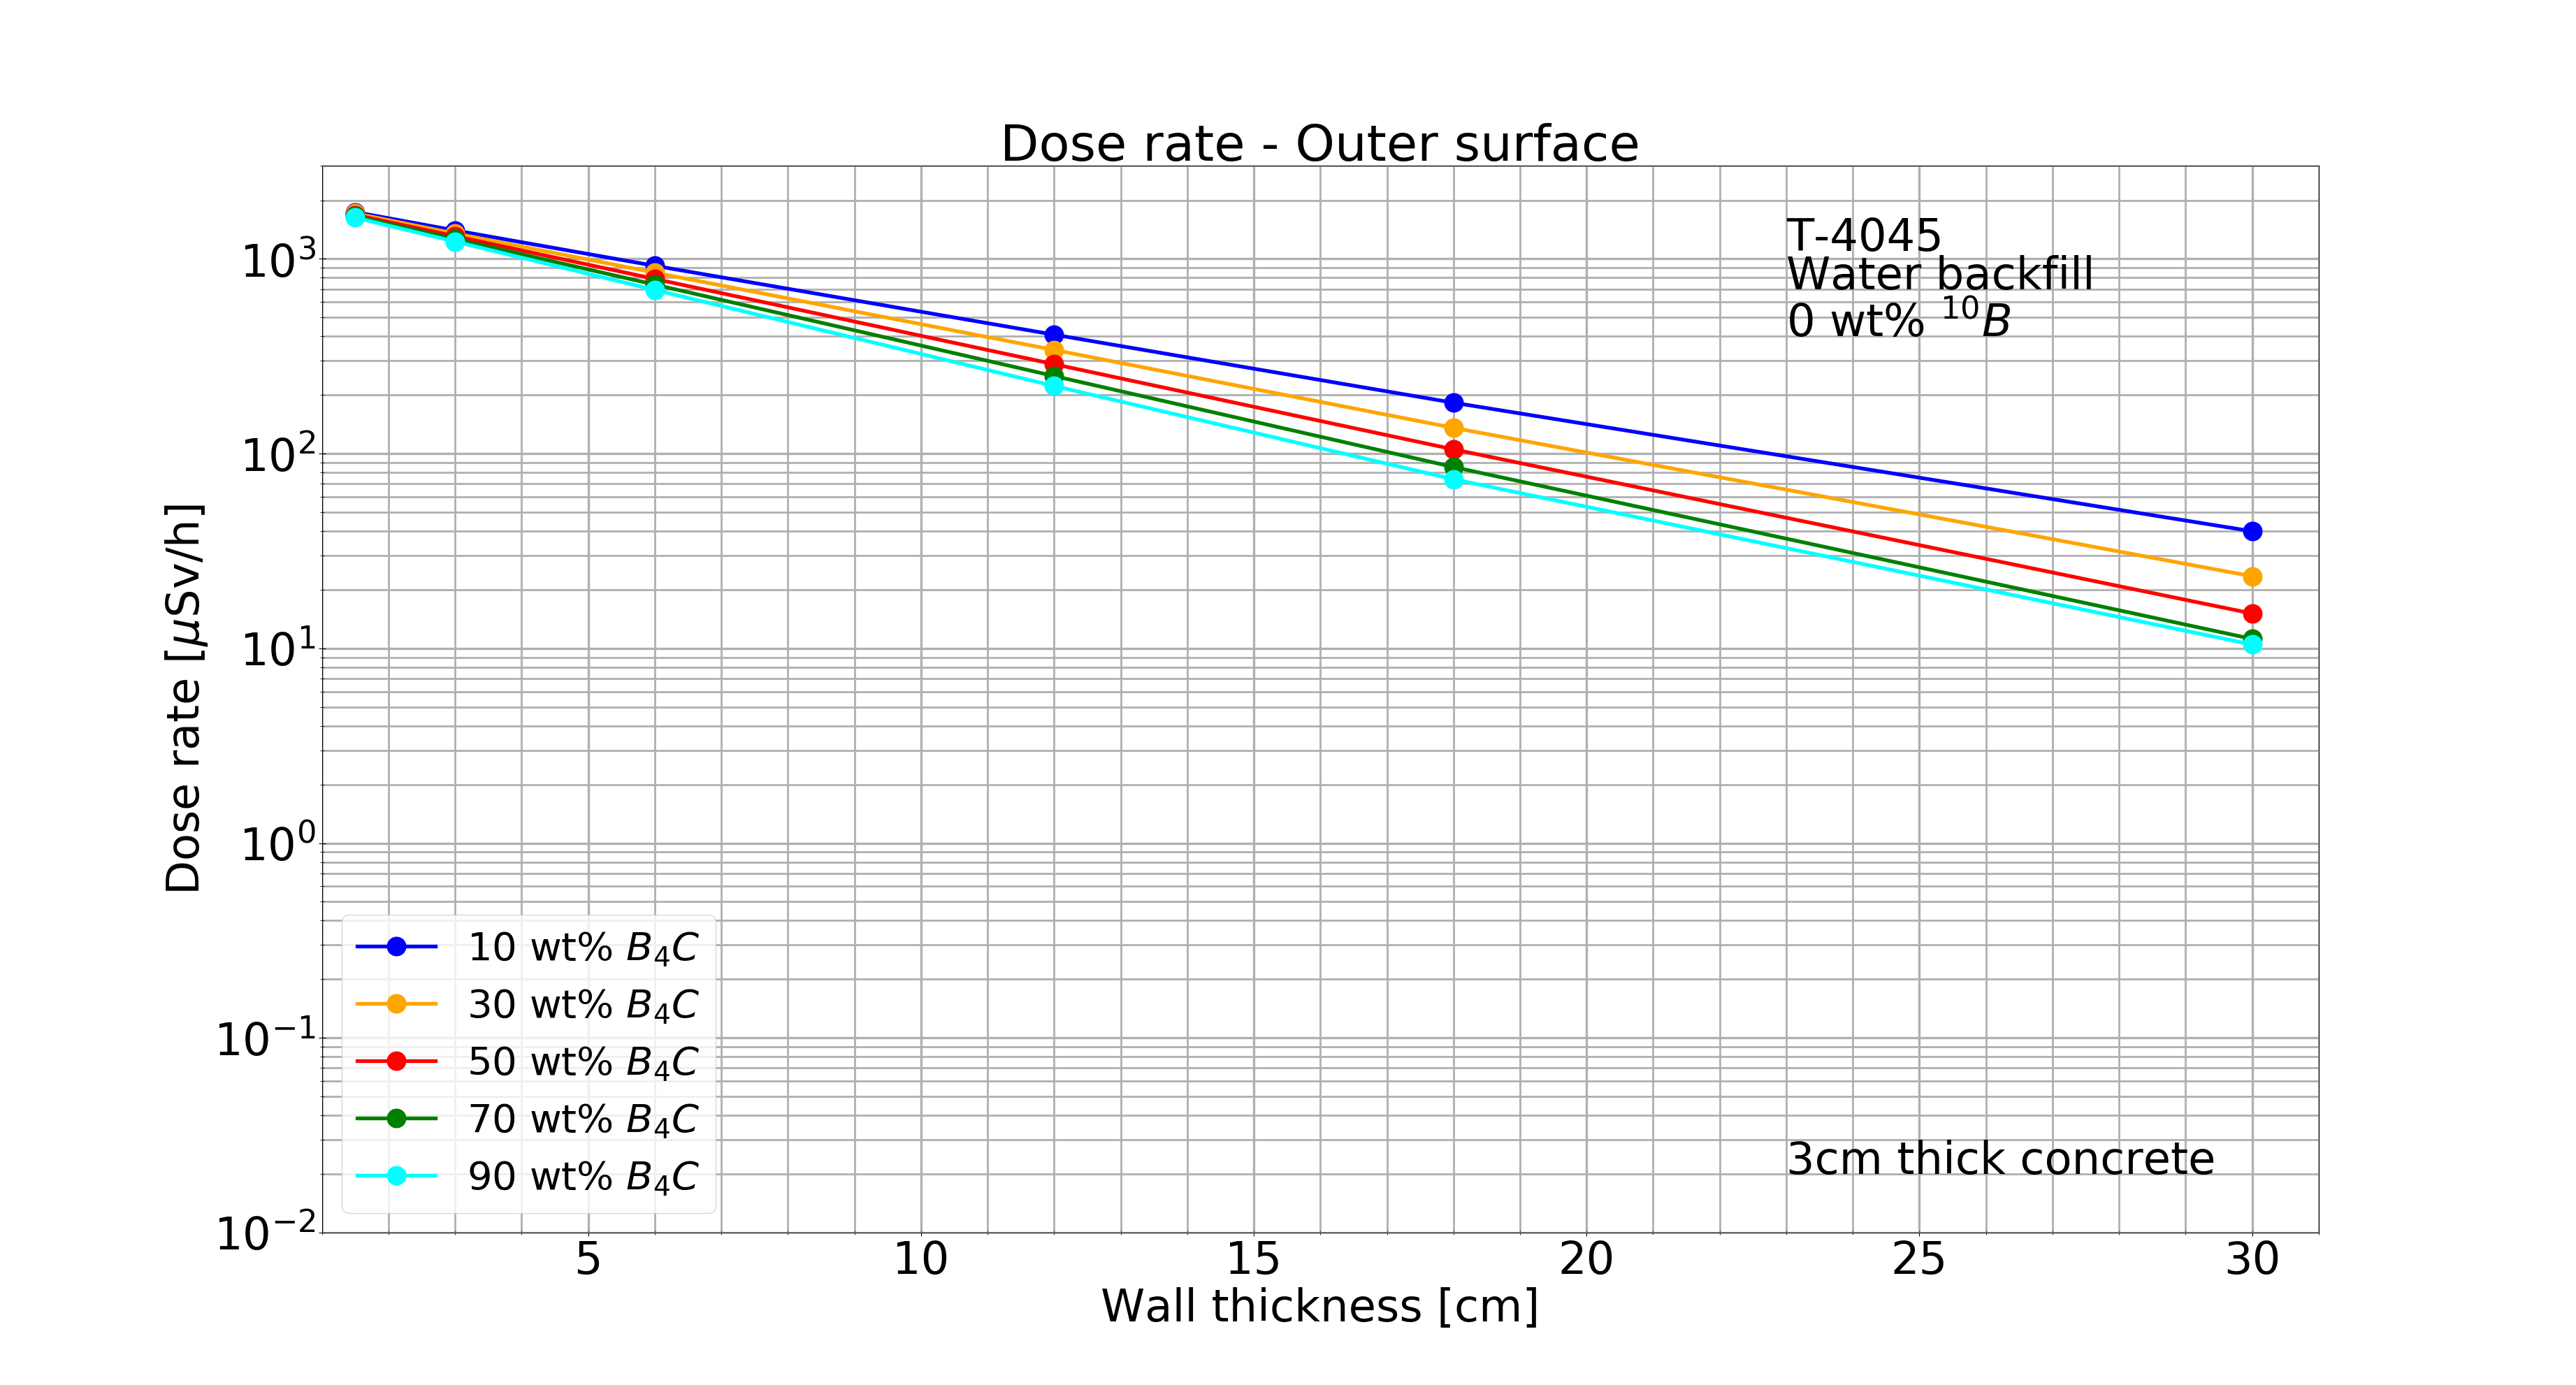 Dose rate - Outer surface
T-4045
Water backfill
0 wt% ¹⁰B
10³
10²
10¹
10⁰
10⁻¹
10⁻²
Dose rate [μSv/h]
10 wt% B₄C
30 wt% B₄C
50 wt% B₄C
70 wt% B₄C
90 wt% B₄C
3cm thick concrete
5 10 15 20 25 30
Wall thickness [cm]